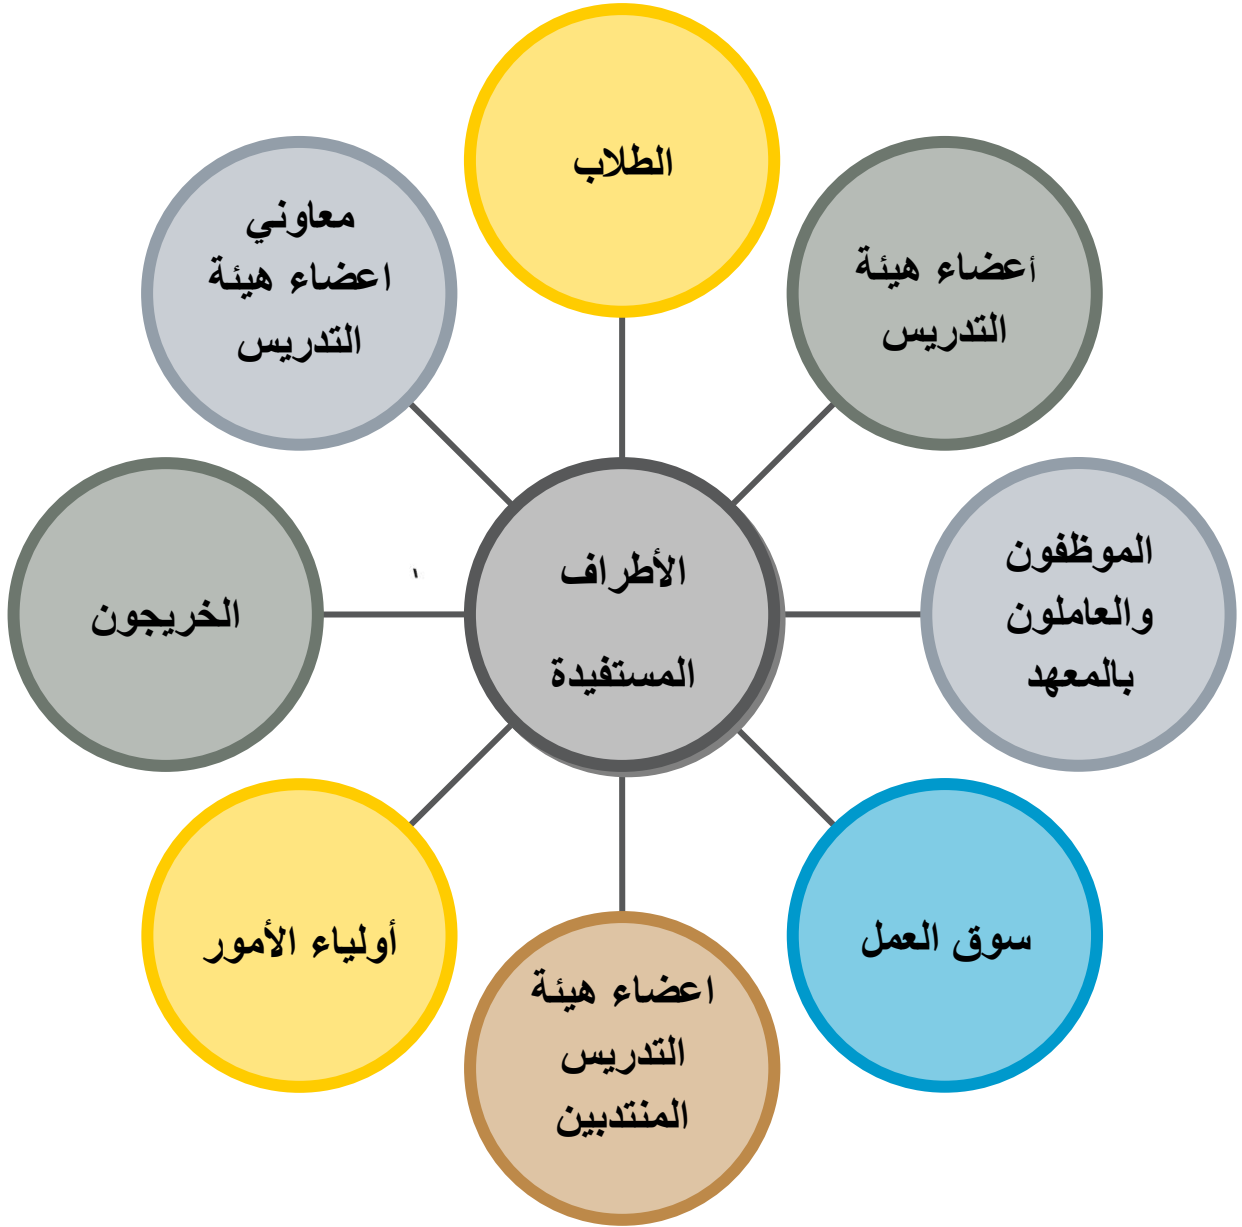 الطلاب
أعضاء هيئة
التدريس
الموظفون
والعاملون
بالمعهد
سوق العمل
اعضاء هيئة
التدريس
المنتدبين
أولياء الأمور
الخريجون
معاوني
اعضاء هيئة
التدريس
الأطراف
المستفيدة